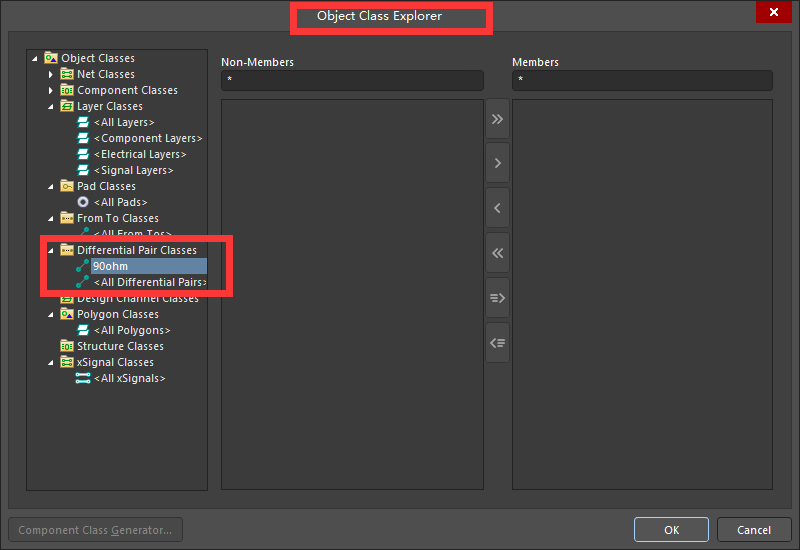 Object Class Explorer
Object Classes
Net Classes
Component Classes
Layer Classes
<All Layers>
<Component Layers>
<Electrical Layers>
<Signal Layers>
Pad Classes
<All Pads>
From To Classes
<All From-Tos>
Differential Pair Classes
90ohm
<All Differential Pairs>
Design Channel Classes
Polygon Classes
<All Polygons>
Structure Classes
xSignal Classes
<All xSignals>
Non-Members
*
Members
*
Component Class Generator...
OK
Cancel